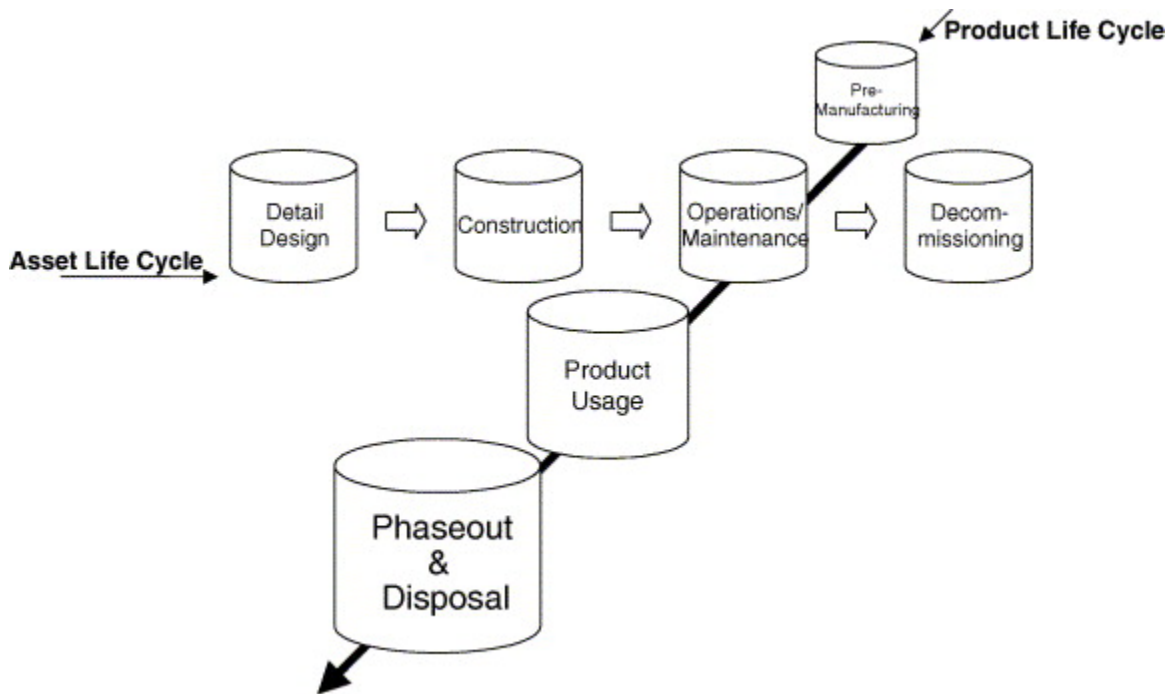 Product Life Cycle
Pre-
Manufacturing
Detail
Design
Construction
Operations/
Maintenance
Decom-
missioning
Asset Life Cycle
Product
Usage
Phaseout
&
Disposal